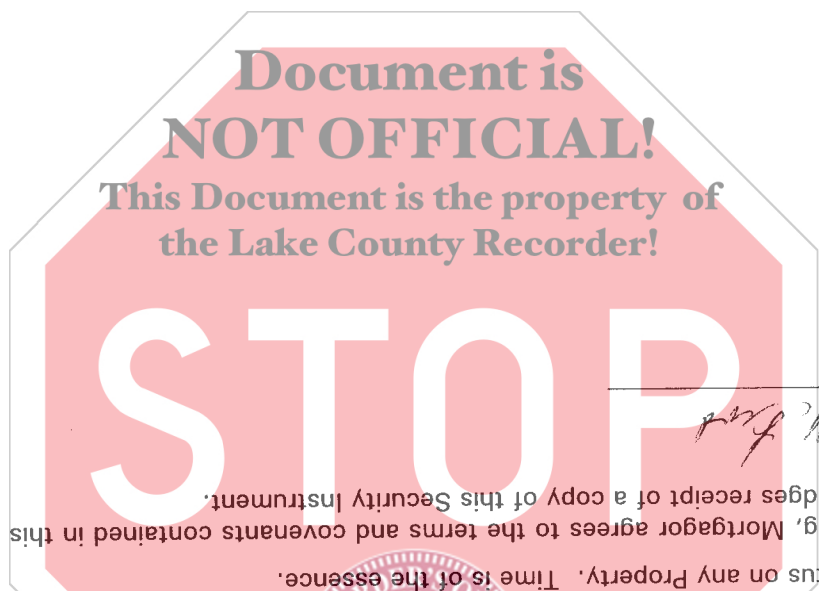 Document is
NOT OFFICIAL!
This Document is the property of
the Lake County Recorder!
STOP
tus on any Property. Time is of the essence.
g, Mortgagor agrees to the terms and covenants contained in this
dges receipt of a copy of this Security Instrument.